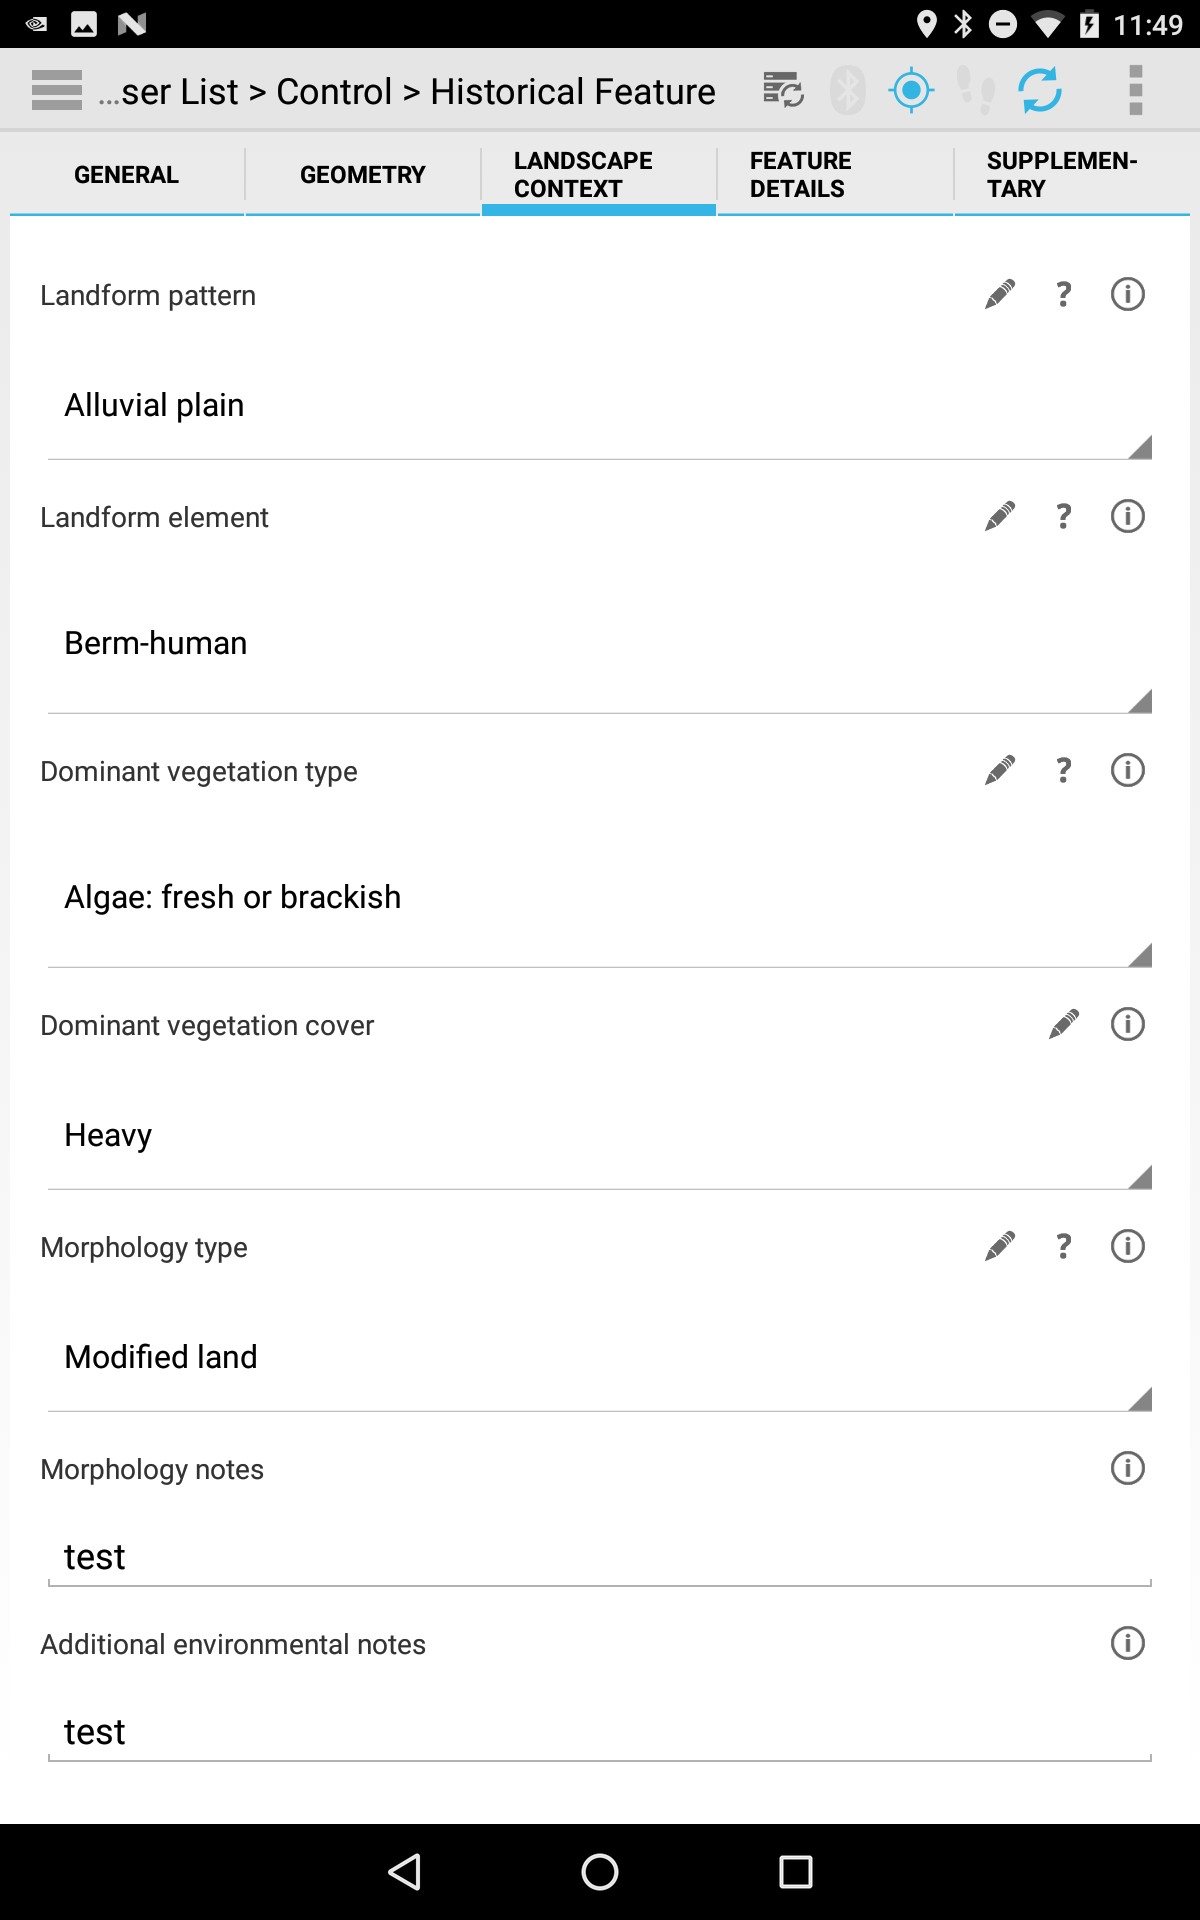 11:49
...ser List > Control > Historical Feature
GENERAL
GEOMETRY
LANDSCAPE
CONTEXT
FEATURE
DETAILS
SUPPLEMEN-
TARY
Landform pattern
?
Alluvial plain
Landform element
?
Berm-human
Dominant vegetation type
?
Algae: fresh or brackish
Dominant vegetation cover
Heavy
Morphology type
?
Modified land
Morphology notes
test
Additional environmental notes
test